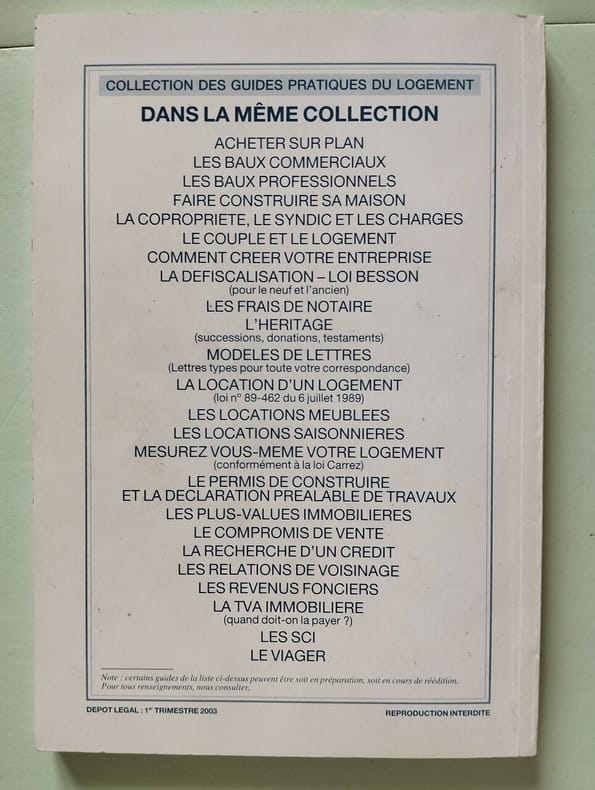 COLLECTION DES GUIDES PRATIQUES DU LOGEMENT
DANS LA MÊME COLLECTION
ACHETER SUR PLAN
LES BAUX COMMERCIAUX
LES BAUX PROFESSIONNELS
FAIRE CONSTRUIRE SA MAISON
LA COPROPRIETE, LE SYNDIC ET LES CHARGES
LE COUPLE ET LE LOGEMENT
COMMENT CREER VOTRE ENTREPRISE
LA DEFISCALISATION – LOI BESSON
(pour le neuf et l'ancien)
LES FRAIS DE NOTAIRE
L'HERITAGE
(successions, donations, testaments)
MODELES DE LETTRES
(Lettres types pour toute votre correspondance)
LA LOCATION D'UN LOGEMENT
(loi n° 89-462 du 6 juillet 1989)
LES LOCATIONS MEUBLEES
LES LOCATIONS SAISONNIERES
MESUREZ VOUS-MEME VOTRE LOGEMENT
(conformément à la loi Carrez)
LE PERMIS DE CONSTRUIRE
ET LA DECLARATION PREALABLE DE TRAVAUX
LES PLUS-VALUES IMMOBILIERES
LE COMPROMIS DE VENTE
LA RECHERCHE D'UN CREDIT
LES RELATIONS DE VOISINAGE
LES REVENUS FONCIERS
LA TVA IMMOBILIERE
(quand doit-on la payer ?)
LES SCI
LE VIAGER
Note : certains guides de la liste ci-dessus peuvent être soit en préparation, soit en cours de réédition.
Pour tous renseignements, nous consulter,
DEPOT LEGAL : 1er TRIMESTRE 2003
REPRODUCTION INTERDITE